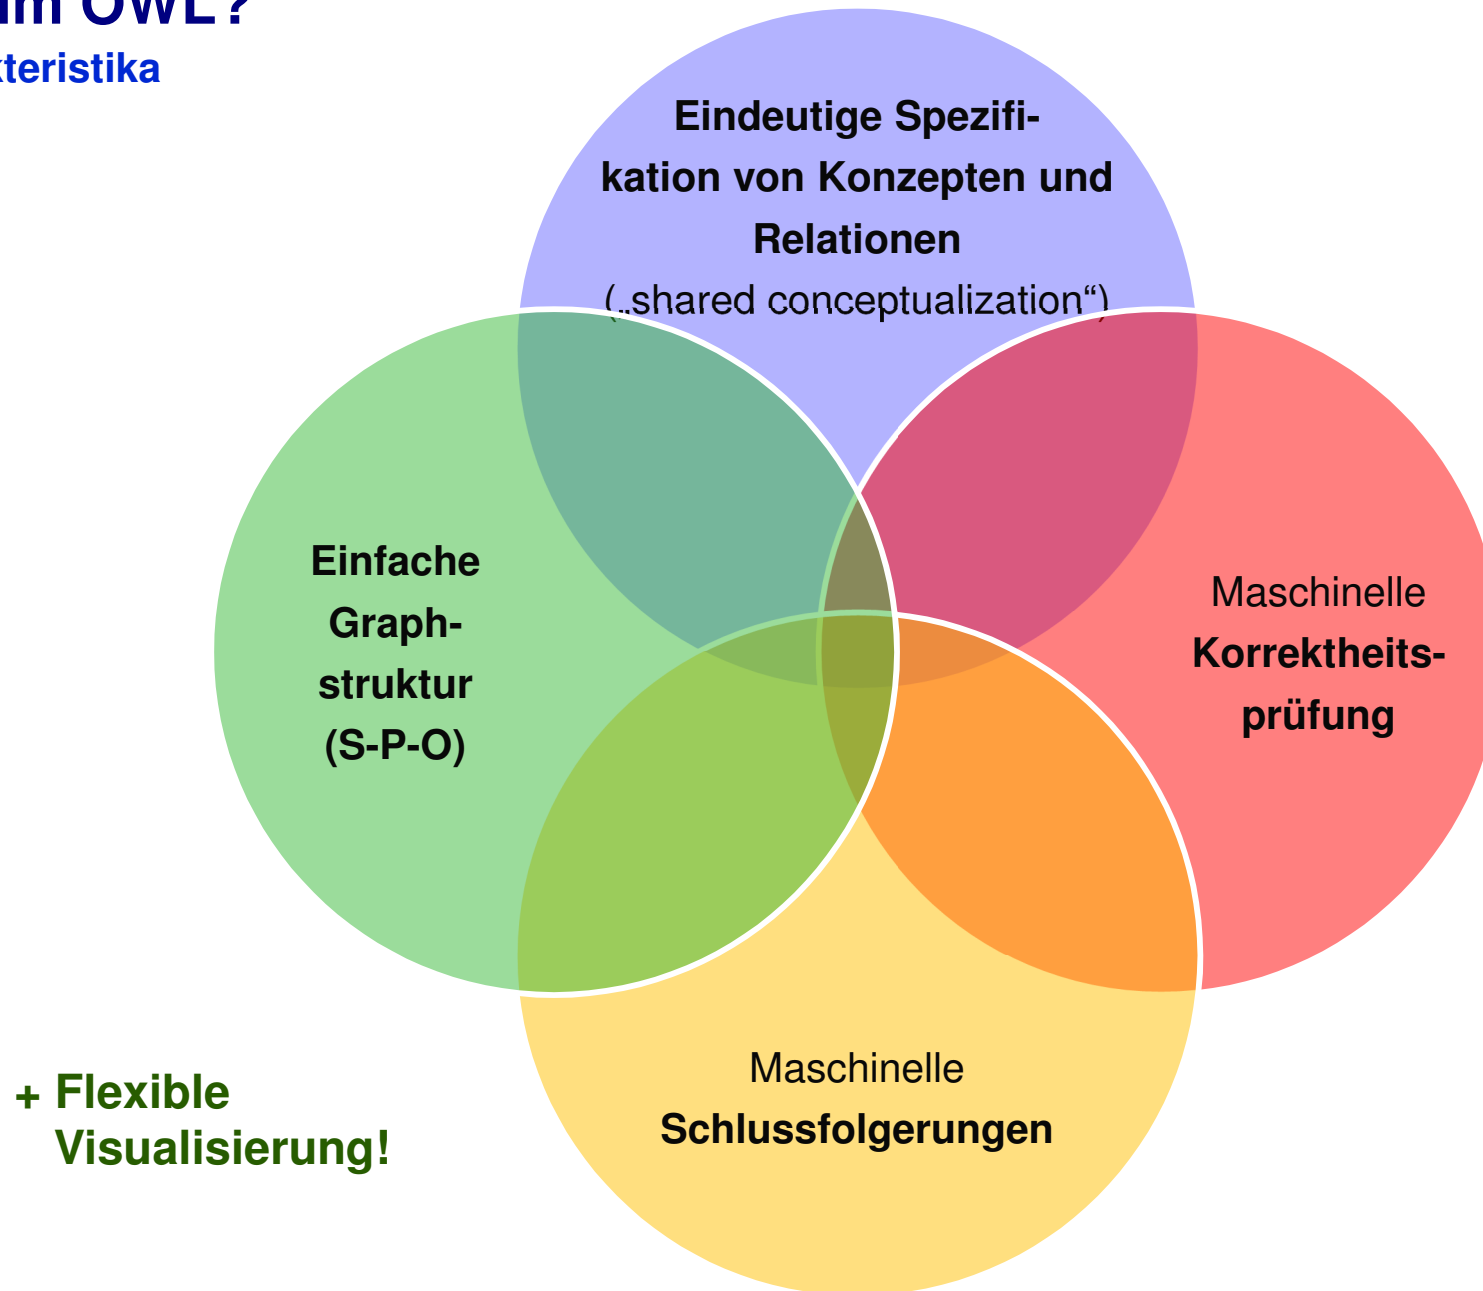 um OWL?
kteristika
Eindeutige Spezifi-
kation von Konzepten und
Relationen
(„shared conceptualization“)
Einfache
Graph-
struktur
(S-P-O)
Maschinelle
Korrektheits-
prüfung
Maschinelle
Schlussfolgerungen
+ Flexible
Visualisierung!